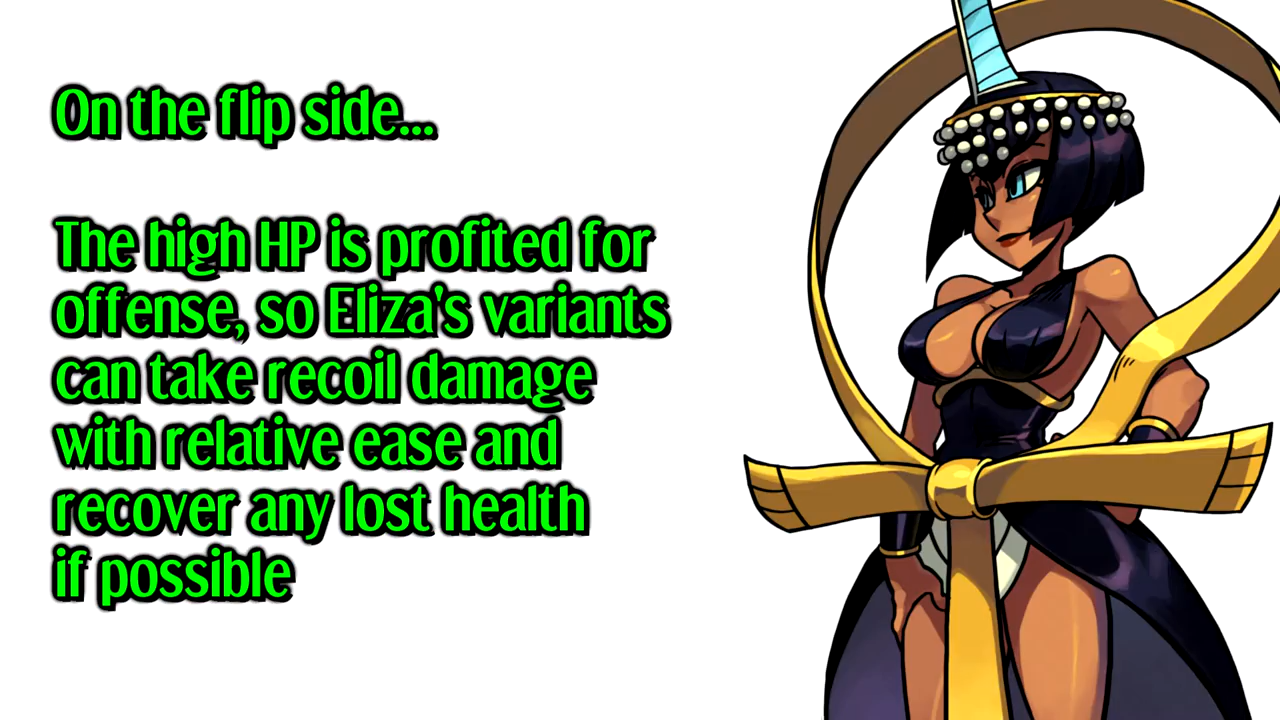 On the flip side...
The high HP is profited for
offense, so Eliza's variants
can take recoil damage
with relative ease and
recover any lost health
if possible